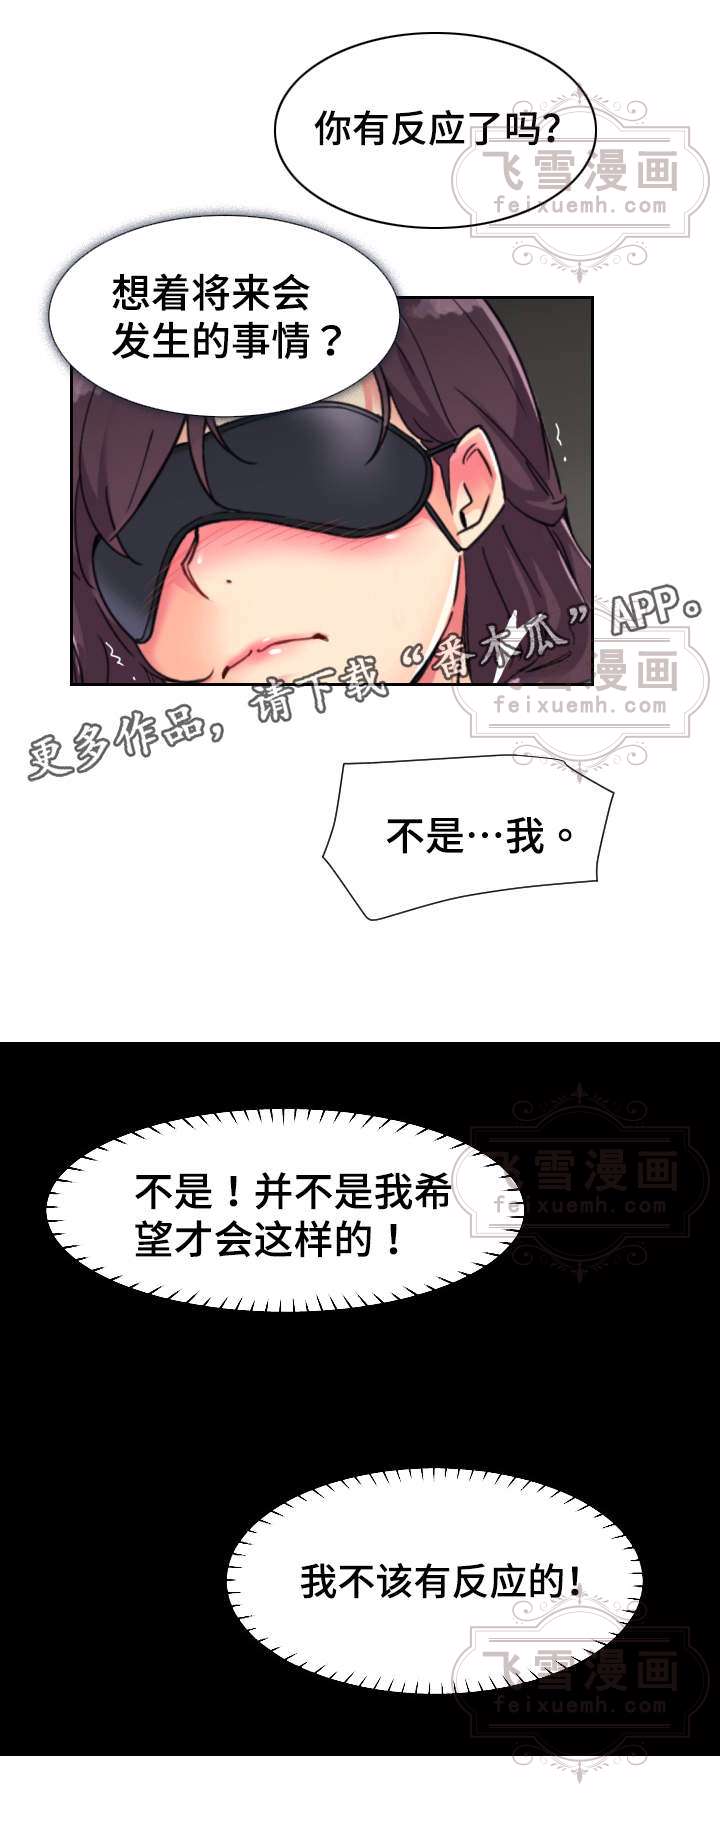 你有反应了吗？
飞雪漫画
feixuemh.com
想着将来会
发生的事情？
更多作品，请下载“番木瓜”APP。
飞雪漫画
feixuemh.com
不是…我。
飞雪漫画
feixuemh.com
不是！并不是我希
望才会这样的！
我不该有反应的！
飞雪漫画
feixuemh.com